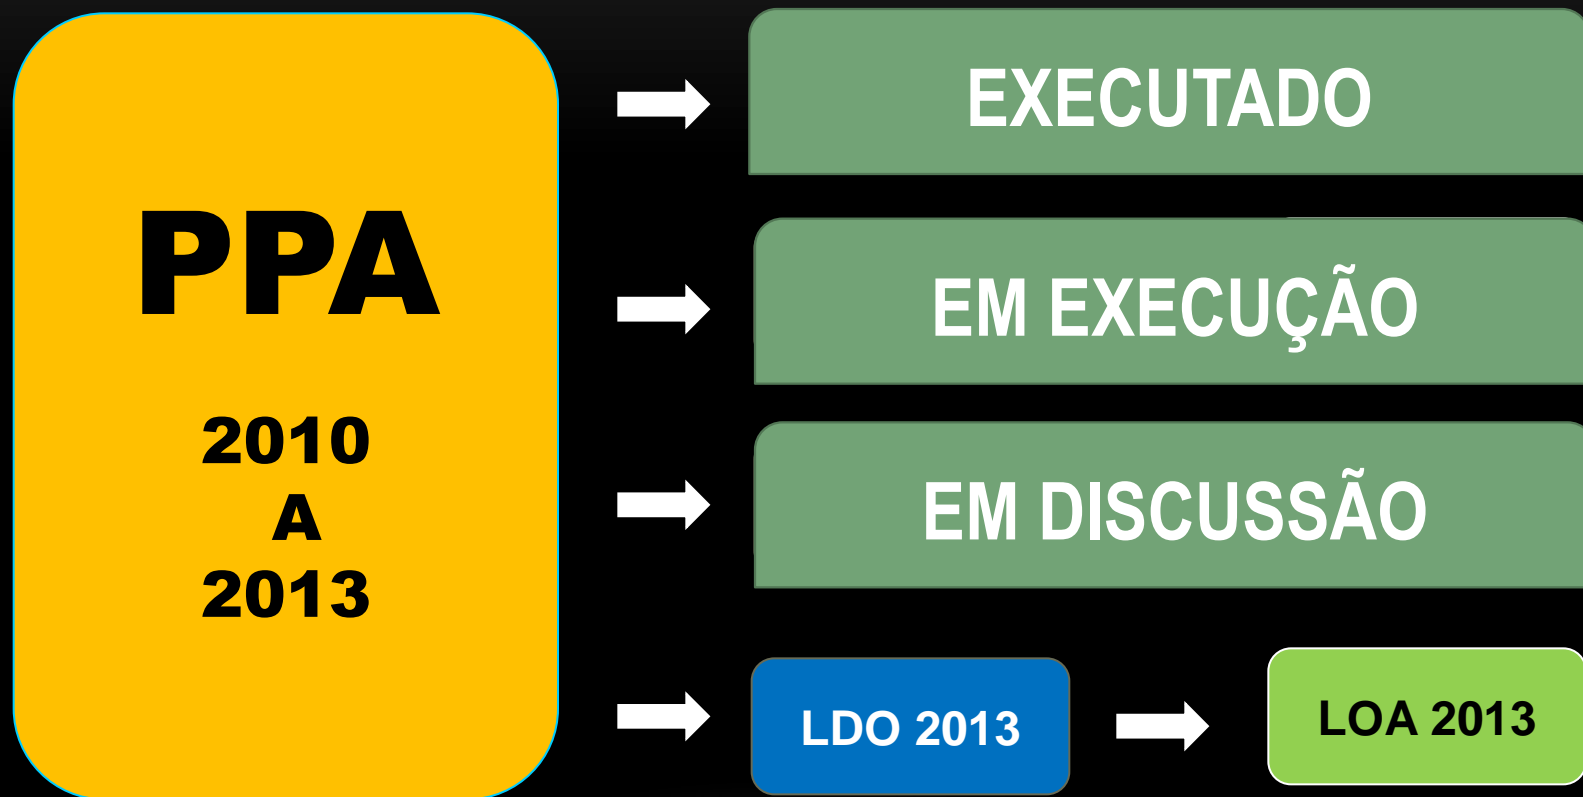 PPA
2010
A
2013
EXECUTADO
EM EXECUÇÃO
EM DISCUSSÃO
LDO 2013
LOA 2013